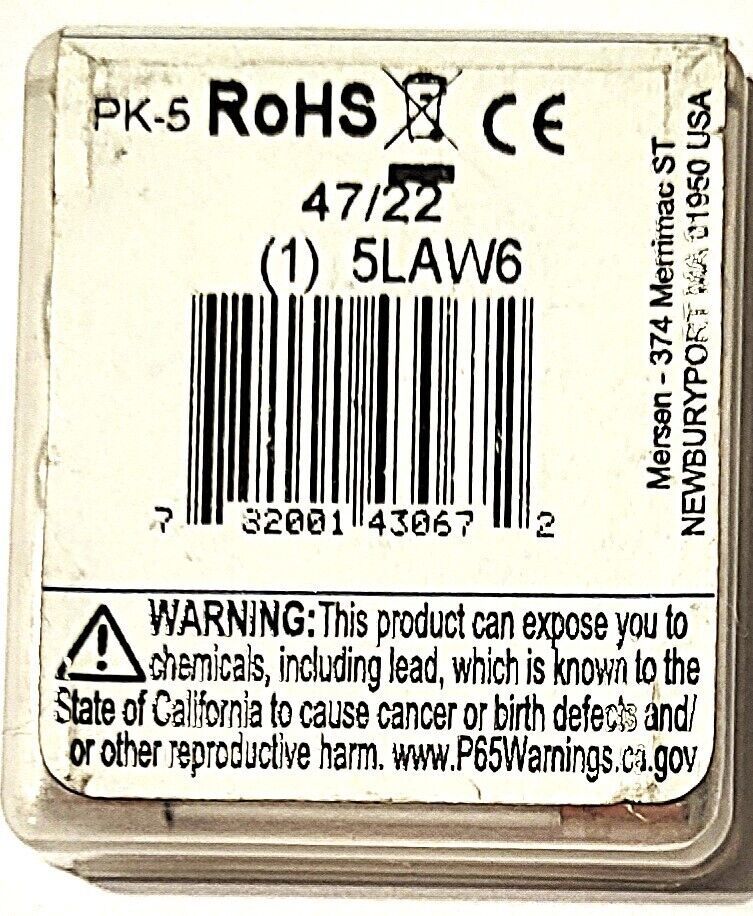 PK-5 RoHS CE
47/22
(1) 5LAW6
7 32001 43067 2
Mersen - 374 Merrimac ST
NEWBURYPORT MA 01950 USA
WARNING: This product can expose you to
chemicals, including lead, which is known to the
State of California to cause cancer or birth defects and/
or other reproductive harm. www.P65Warnings.ca.gov